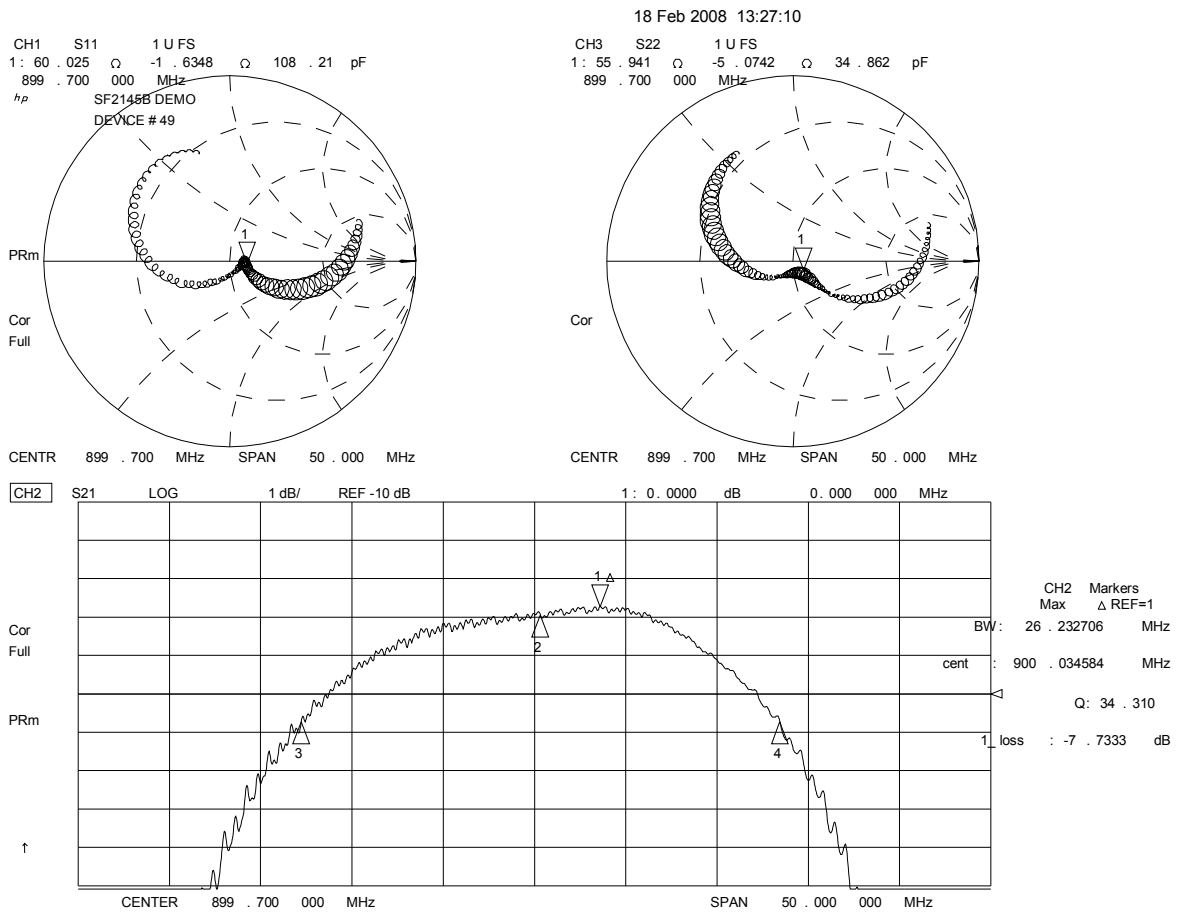 18 Feb 2008 13:27:10
CH1 S11 1 U FS
1 : 60 . 025 Ω -1 . 6348 Ω 108 . 21 pF
899 . 700 000 MHz
hp SF2145B DEMO
DEVICE # 49
1
PRm
Cor
Full
CENTR 899 . 700 MHz SPAN 50 . 000 MHz
CH3 S22 1 U FS
1 : 55 . 941 Ω -5 . 0742 Ω 34 . 862 pF
899 . 700 000 MHz
1
Cor
CENTR 899 . 700 MHz SPAN 50 . 000 MHz
CH2 S21 LOG 1 dB/ REF -10 dB 1 : 0 . 0000 dB 0. 000 000 MHz
1 Δ
2
3
4
Cor
Full
PRm
↑
CH2 Markers
Max Δ REF=1
BW : 26 . 232706 MHz
cent : 900 . 034584 MHz
Q: 34 . 310
1_ loss : -7 . 7333 dB
CENTER 899 . 700 000 MHz SPAN 50 . 000 000 MHz